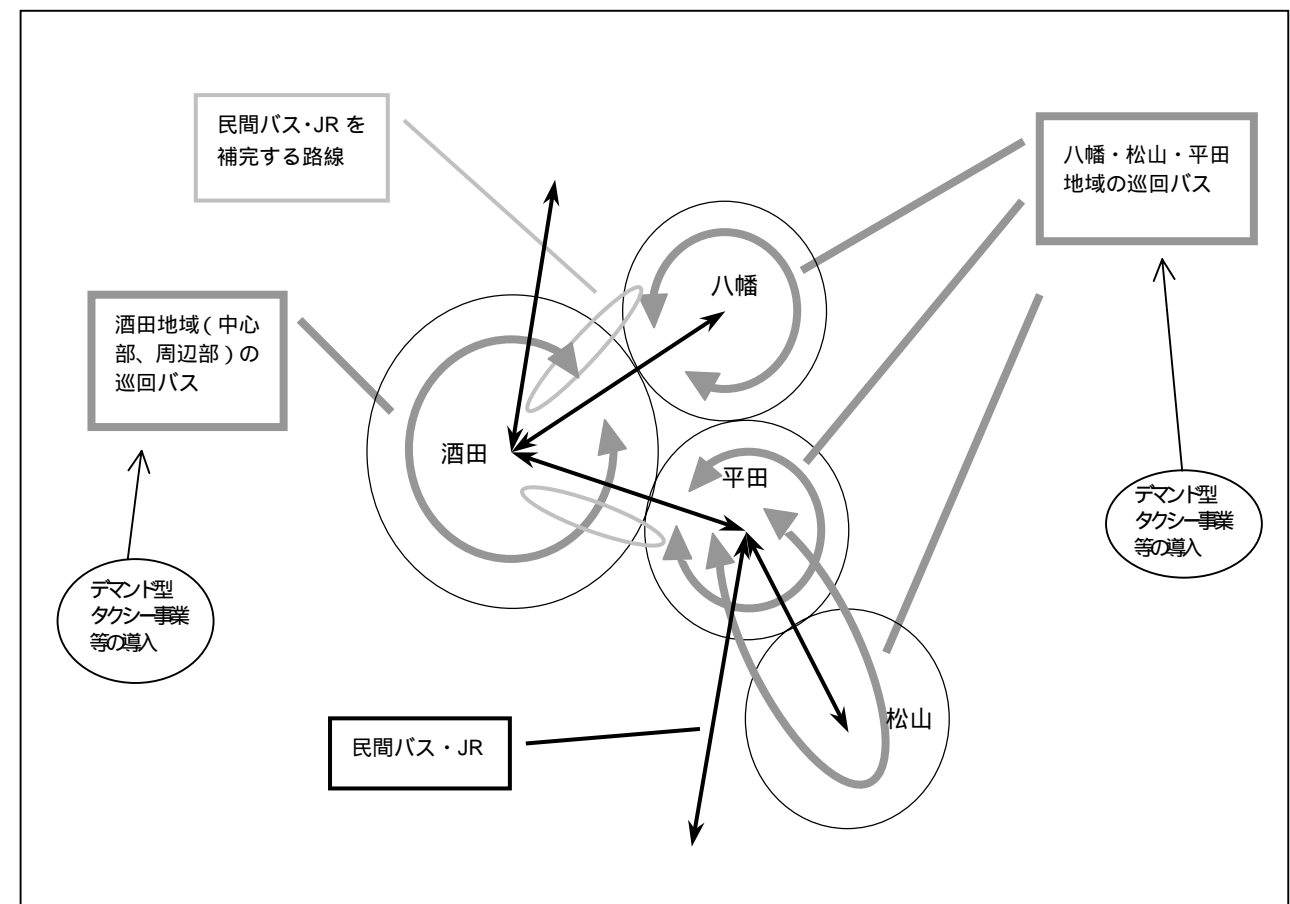 民間バス・JR を
補完する路線
八幡・松山・平田
地域の巡回バス
八幡
酒田地域(中心
部、周辺部)の
巡回バス
酒田
平田
デマンド型
タクシー事業
等の導入
デマンド型
タクシー事業
等の導入
松山
民間バス・JR